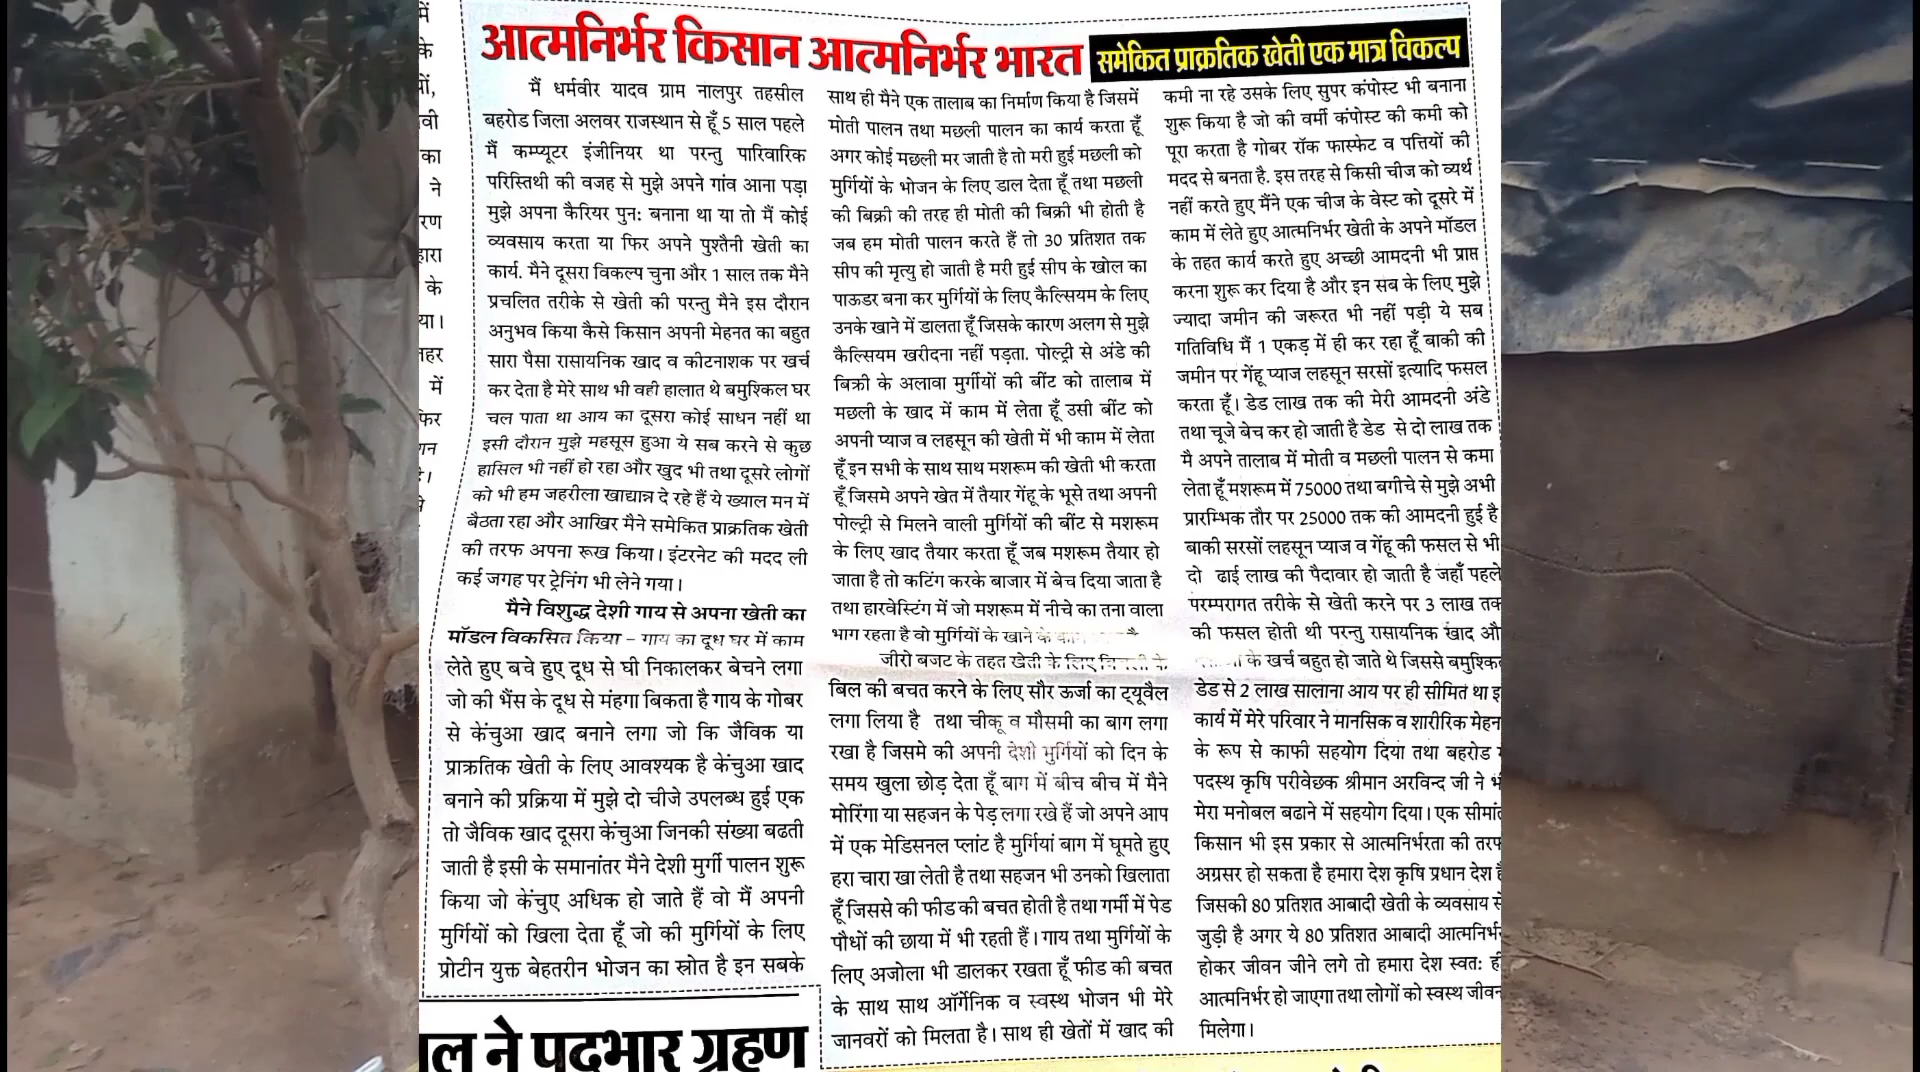 आत्मनिर्भर किसान आत्मनिर्भर भारत
समेकित प्राक्रतिक खेती एक मात्र विकल्प
में
के
वी
का
ने
रण
हारा
के
या।
नहर
में
फिर
मैं धर्मवीर यादव ग्राम नालपुर तहसील
बहरोड जिला अलवर राजस्थान से हूँ 5 साल पहले
मैं कम्प्यूटर इंजीनियर था परन्तु पारिवारिक
परिस्तिथी की वजह से मुझे अपने गांव आना पड़ा
मुझे अपना कैरियर पुन: बनाना था या तो मैं कोई
व्यवसाय करता या फिर अपने पुश्तैनी खेती का
कार्य. मैने दूसरा विकल्प चुना और 1 साल तक मैने
प्रचलित तरीके से खेती की परन्तु मैने इस दौरान
अनुभव किया कैसे किसान अपनी मेहनत का बहुत
सारा पैसा रासायनिक खाद व कीटनाशक पर खर्च
कर देता है मेरे साथ भी वही हालात थे बमुश्किल घर
चल पाता था आय का दूसरा कोई साधन नहीं था
इसी दौरान मुझे महसूस हुआ ये सब करने से कुछ
हासिल भी नहीं हो रहा और खुद भी तथा दूसरे लोगों
को भी हम जहरीला खाद्यान्न दे रहे हैं ये ख्याल मन में
बैठता रहा और आखिर मैने समेकित प्राक्रतिक खेती
की तरफ अपना रूख किया। इंटरनेट की मदद ली
कई जगह पर ट्रेनिंग भी लेने गया।
मैने विशुद्ध देशी गाय से अपना खेती का
मॉडल विकसित किया – गाय का दूध घर में काम
लेते हुए बचे हुए दूध से घी निकालकर बेचने लगा
जो की भैंस के दूध से मंहगा बिकता है गाय के गोबर
से केंचुआ खाद बनाने लगा जो कि जैविक या
प्राक्रतिक खेती के लिए आवश्यक है केंचुआ खाद
बनाने की प्रक्रिया में मुझे दो चीजे उपलब्ध हुई एक
तो जैविक खाद दूसरा केंचुआ जिनकी संख्या बढती
जाती है इसी के समानांतर मैने देशी मुर्गी पालन शुरू
किया जो केंचुए अधिक हो जाते हैं वो मैं अपनी
मुर्गियों को खिला देता हूँ जो की मुर्गियों के लिए
प्रोटीन युक्त बेहतरीन भोजन का स्रोत है इन सबके
साथ ही मैने एक तालाब का निर्माण किया है जिसमें
मोती पालन तथा मछली पालन का कार्य करता हूँ
अगर कोई मछली मर जाती है तो मरी हुई मछली को
मुर्गियों के भोजन के लिए डाल देता हूँ तथा मछली
की बिक्री की तरह ही मोती की बिक्री भी होती है
जब हम मोती पालन करते हैं तो 30 प्रतिशत तक
सीप की मृत्यु हो जाती है मरी हुई सीप के खोल का
पाऊडर बना कर मुर्गियों के लिए कैल्सियम के लिए
उनके खाने में डालता हूँ जिसके कारण अलग से मुझे
कैल्सियम खरीदना नहीं पड़ता. पोल्ट्री से अंडे की
बिक्री के अलावा मुर्गीयों की बींट को तालाब में
मछली के खाद में काम में लेता हूँ उसी बींट को
अपनी प्याज व लहसून की खेती में भी काम में लेता
हूँ इन सभी के साथ साथ मशरूम की खेती भी करता
हूँ जिसमे अपने खेत में तैयार गेंहू के भूसे तथा अपनी
पोल्ट्री से मिलने वाली मुर्गियों की बींट से मशरूम
के लिए खाद तैयार करता हूँ जब मशरूम तैयार हो
जाता है तो कटिंग करके बाजार में बेच दिया जाता है
तथा हारवेस्टिंग में जो मशरूम में नीचे का तना वाला
भाग रहता है वो मुर्गियों के खाने के
जीरो बजट के तहत खेती के लिए बिजली के
बिल की बचत करने के लिए सौर ऊर्जा का ट्यूवैल
लगा लिया है तथा चीकू व मौसमी का बाग लगा
रखा है जिसमे की अपनी देशी मुर्गियों को दिन के
समय खुला छोड़ देता हूँ बाग में बीच बीच में मैने
मोरिंगा या सहजन के पेड़ लगा रखे हैं जो अपने आप
में एक मेडिसनल प्लांट है मुर्गियां बाग में घूमते हुए
हरा चारा खा लेती है तथा सहजन भी उनको खिलाता
हूँ जिससे की फीड की बचत होती है तथा गर्मी में पेड
पौधों की छाया में भी रहती हैं। गाय तथा मुर्गियों के
लिए अजोला भी डालकर रखता हूँ फीड की बचत
के साथ साथ ऑर्गेनिक व स्वस्थ भोजन भी मेरे
जानवरों को मिलता है। साथ ही खेतों में खाद की
कमी ना रहे उसके लिए सुपर कंपोस्ट भी बनाना
शुरू किया है जो की वर्मी कंपोस्ट की कमी को
पूरा करता है गोबर रॉक फास्फेट व पत्तियों की
मदद से बनता है. इस तरह से किसी चीज को व्यर्थ
नहीं करते हुए मैंने एक चीज के वेस्ट को दूसरे में
काम में लेते हुए आत्मनिर्भर खेती के अपने मॉडल
के तहत कार्य करते हुए अच्छी आमदनी भी प्राप्त
करना शुरू कर दिया है और इन सब के लिए मुझे
ज्यादा जमीन की जरूरत भी नहीं पड़ी ये सब
गतिविधि मैं 1 एकड़ में ही कर रहा हूँ बाकी की
जमीन पर गेंहू प्याज लहसून सरसों इत्यादि फसल
करता हूँ। डेड लाख तक की मेरी आमदनी अंडे
तथा चूजे बेच कर हो जाती है डेड से दो लाख तक
मै अपने तालाब में मोती व मछली पालन से कमा
लेता हूँ मशरूम में 75000 तथा बगीचे से मुझे अभी
प्रारम्भिक तौर पर 25000 तक की आमदनी हुई है
बाकी सरसों लहसून प्याज व गेंहू की फसल से भी
दो ढाई लाख की पैदावार हो जाती है जहाँ पहले
परम्परागत तरीके से खेती करने पर 3 लाख तक
की फसल होती थी परन्तु रासायनिक खाद औ
के खर्च बहुत हो जाते थे जिससे बमुश्कि
डेड से 2 लाख सालाना आय पर ही सीमित था इ
कार्य में मेरे परिवार ने मानसिक व शारीरिक मेहन
के रूप से काफी सहयोग दिया तथा बहरोड
पदस्थ कृषि परीवेछक श्रीमान अरविन्द जी ने भ
मेरा मनोबल बढाने में सहयोग दिया। एक सीमांत
किसान भी इस प्रकार से आत्मनिर्भरता की तरफ
अग्रसर हो सकता है हमारा देश कृषि प्रधान देश है
जिसकी 80 प्रतिशत आबादी खेती के व्यवसाय से
जुड़ी है अगर ये 80 प्रतिशत आबादी आत्मनिर्भ
होकर जीवन जीने लगे तो हमारा देश स्वत: ही
आत्मनिर्भर हो जाएगा तथा लोगों को स्वस्थ जीवन
मिलेगा।
ल ने पदभार ग्रहण